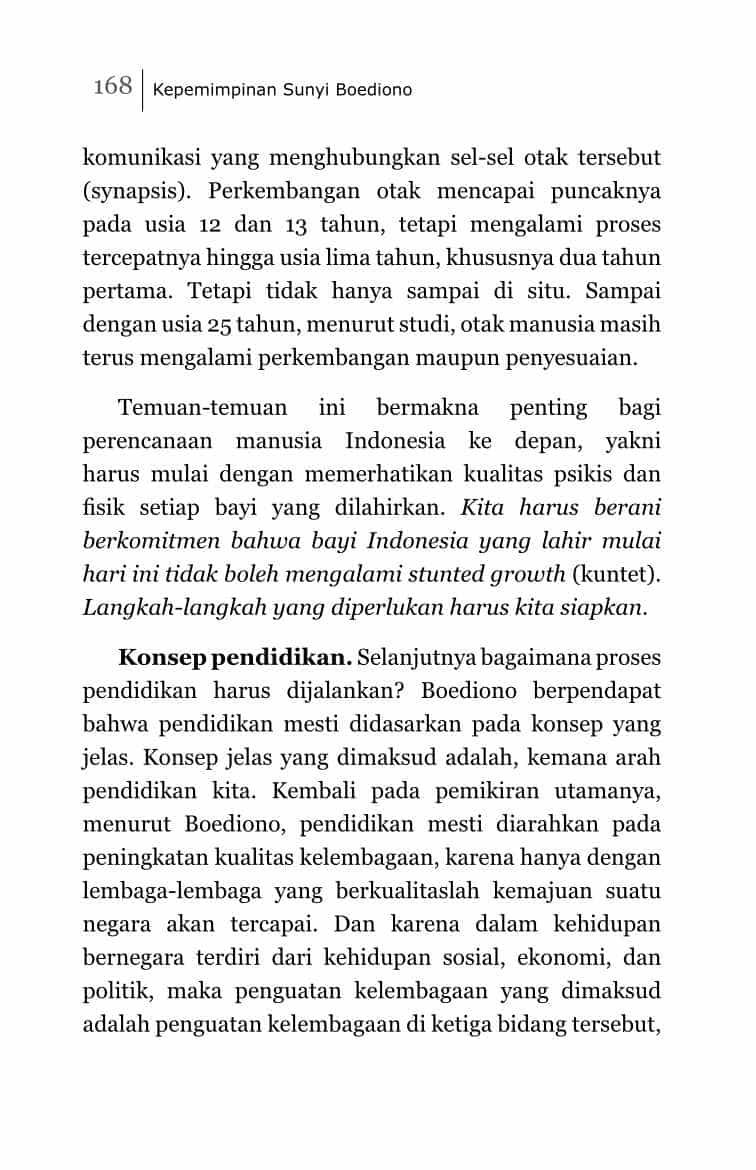 168 Kepemimpinan Sunyi Boediono
komunikasi yang menghubungkan sel-sel otak tersebut
(synapsis). Perkembangan otak mencapai puncaknya
pada usia 12 dan 13 tahun, tetapi mengalami proses
tercepatnya hingga usia lima tahun, khususnya dua tahun
pertama. Tetapi tidak hanya sampai di situ. Sampai
dengan usia 25 tahun, menurut studi, otak manusia masih
terus mengalami perkembangan maupun penyesuaian.
Temuan-temuan ini bermakna penting bagi
perencanaan manusia Indonesia ke depan, yakni
harus mulai dengan memerhatikan kualitas psikis dan
fisik setiap bayi yang dilahirkan. Kita harus berani
berkomitmen bahwa bayi Indonesia yang lahir mulai
hari ini tidak boleh mengalami stunted growth (kuntet).
Langkah-langkah yang diperlukan harus kita siapkan.
Konsep pendidikan. Selanjutnya bagaimana proses
pendidikan harus dijalankan? Boediono berpendapat
bahwa pendidikan mesti didasarkan pada konsep yang
jelas. Konsep jelas yang dimaksud adalah, kemana arah
pendidikan kita. Kembali pada pemikiran utamanya,
menurut Boediono, pendidikan mesti diarahkan pada
peningkatan kualitas kelembagaan, karena hanya dengan
lembaga-lembaga yang berkualitaslah kemajuan suatu
negara akan tercapai. Dan karena dalam kehidupan
bernegara terdiri dari kehidupan sosial, ekonomi, dan
politik, maka penguatan kelembagaan yang dimaksud
adalah penguatan kelembagaan di ketiga bidang tersebut,